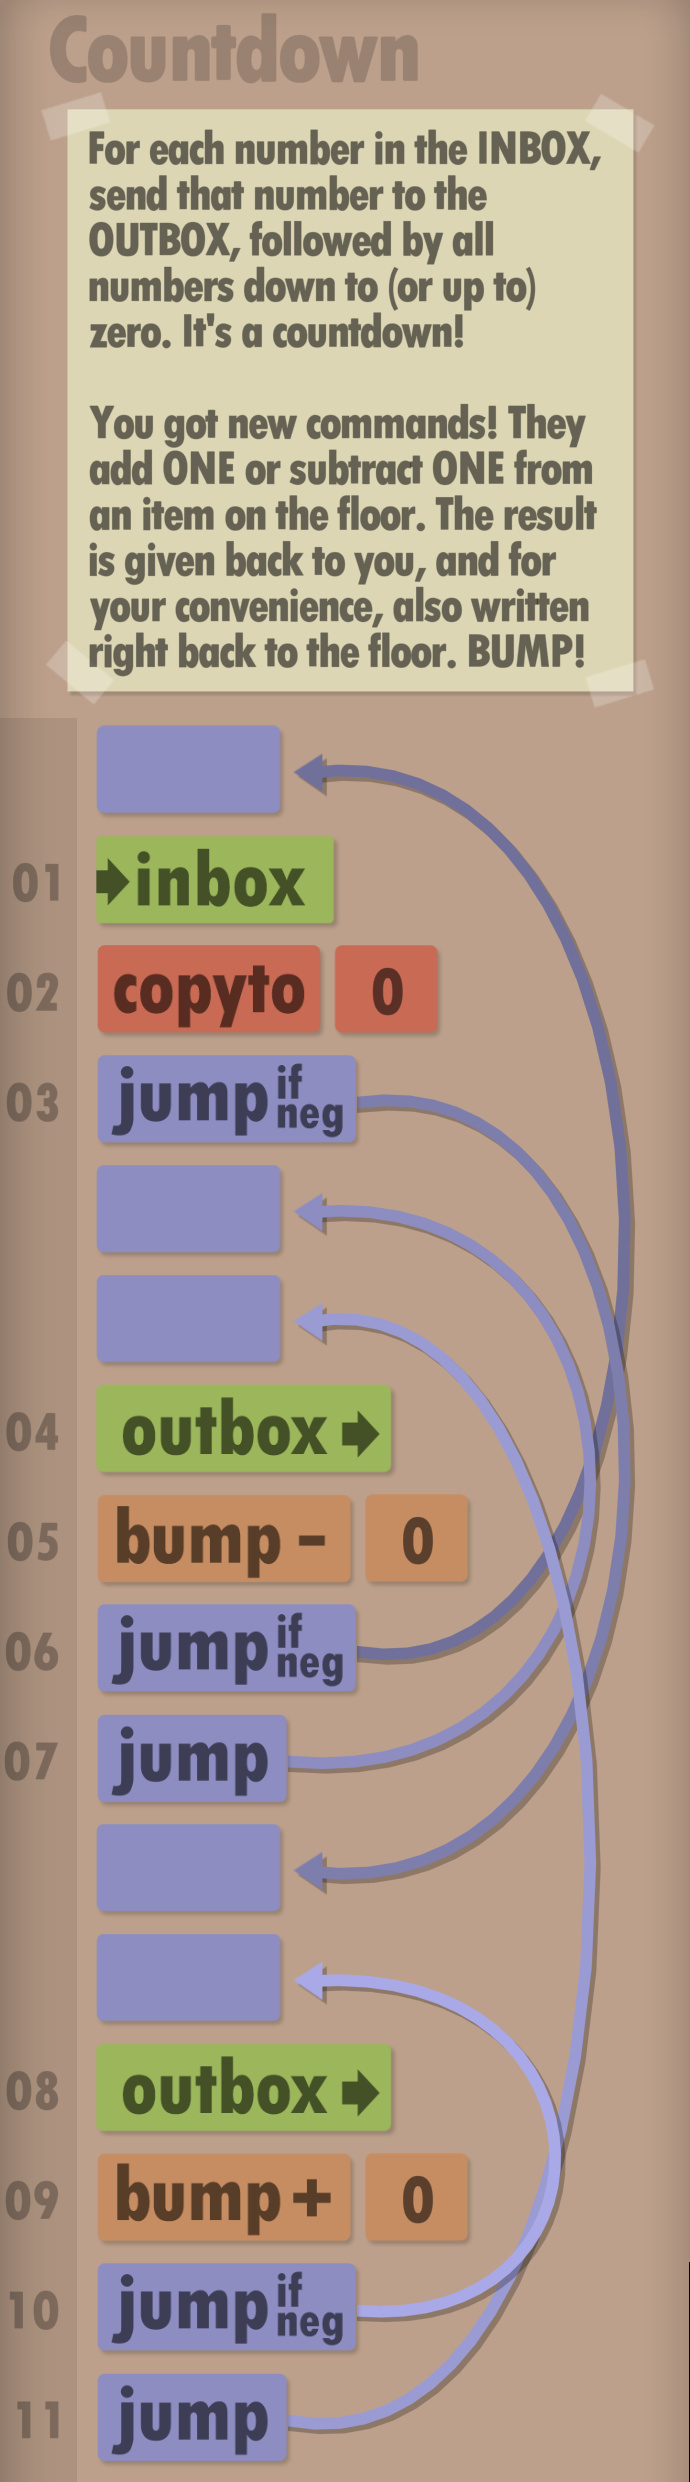 Countdown
For each number in the INBOX,
send that number to the
OUTBOX, followed by all
numbers down to (or up to)
zero. It's a countdown!
You got new commands! They
add ONE or subtract ONE from
an item on the floor. The result
is given back to you, and for
your convenience, also written
right back to the floor. BUMP!
01 inbox
02 copyto 0
03 jump if neg
04 outbox
05 bump – 0
06 jump if neg
07 jump
08 outbox
09 bump + 0
10 jump if neg
11 jump